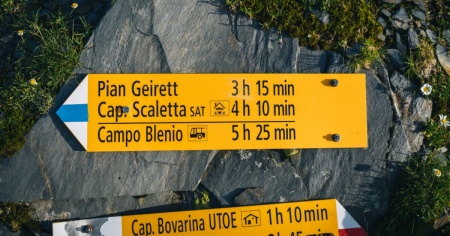 Pian Geirett 3 h 15 min
Cap. Scaletta SAT 4 h 10 min
Campo Blenio 5 h 25 min
Cap. Bovarina UTOE 1 h 10 min